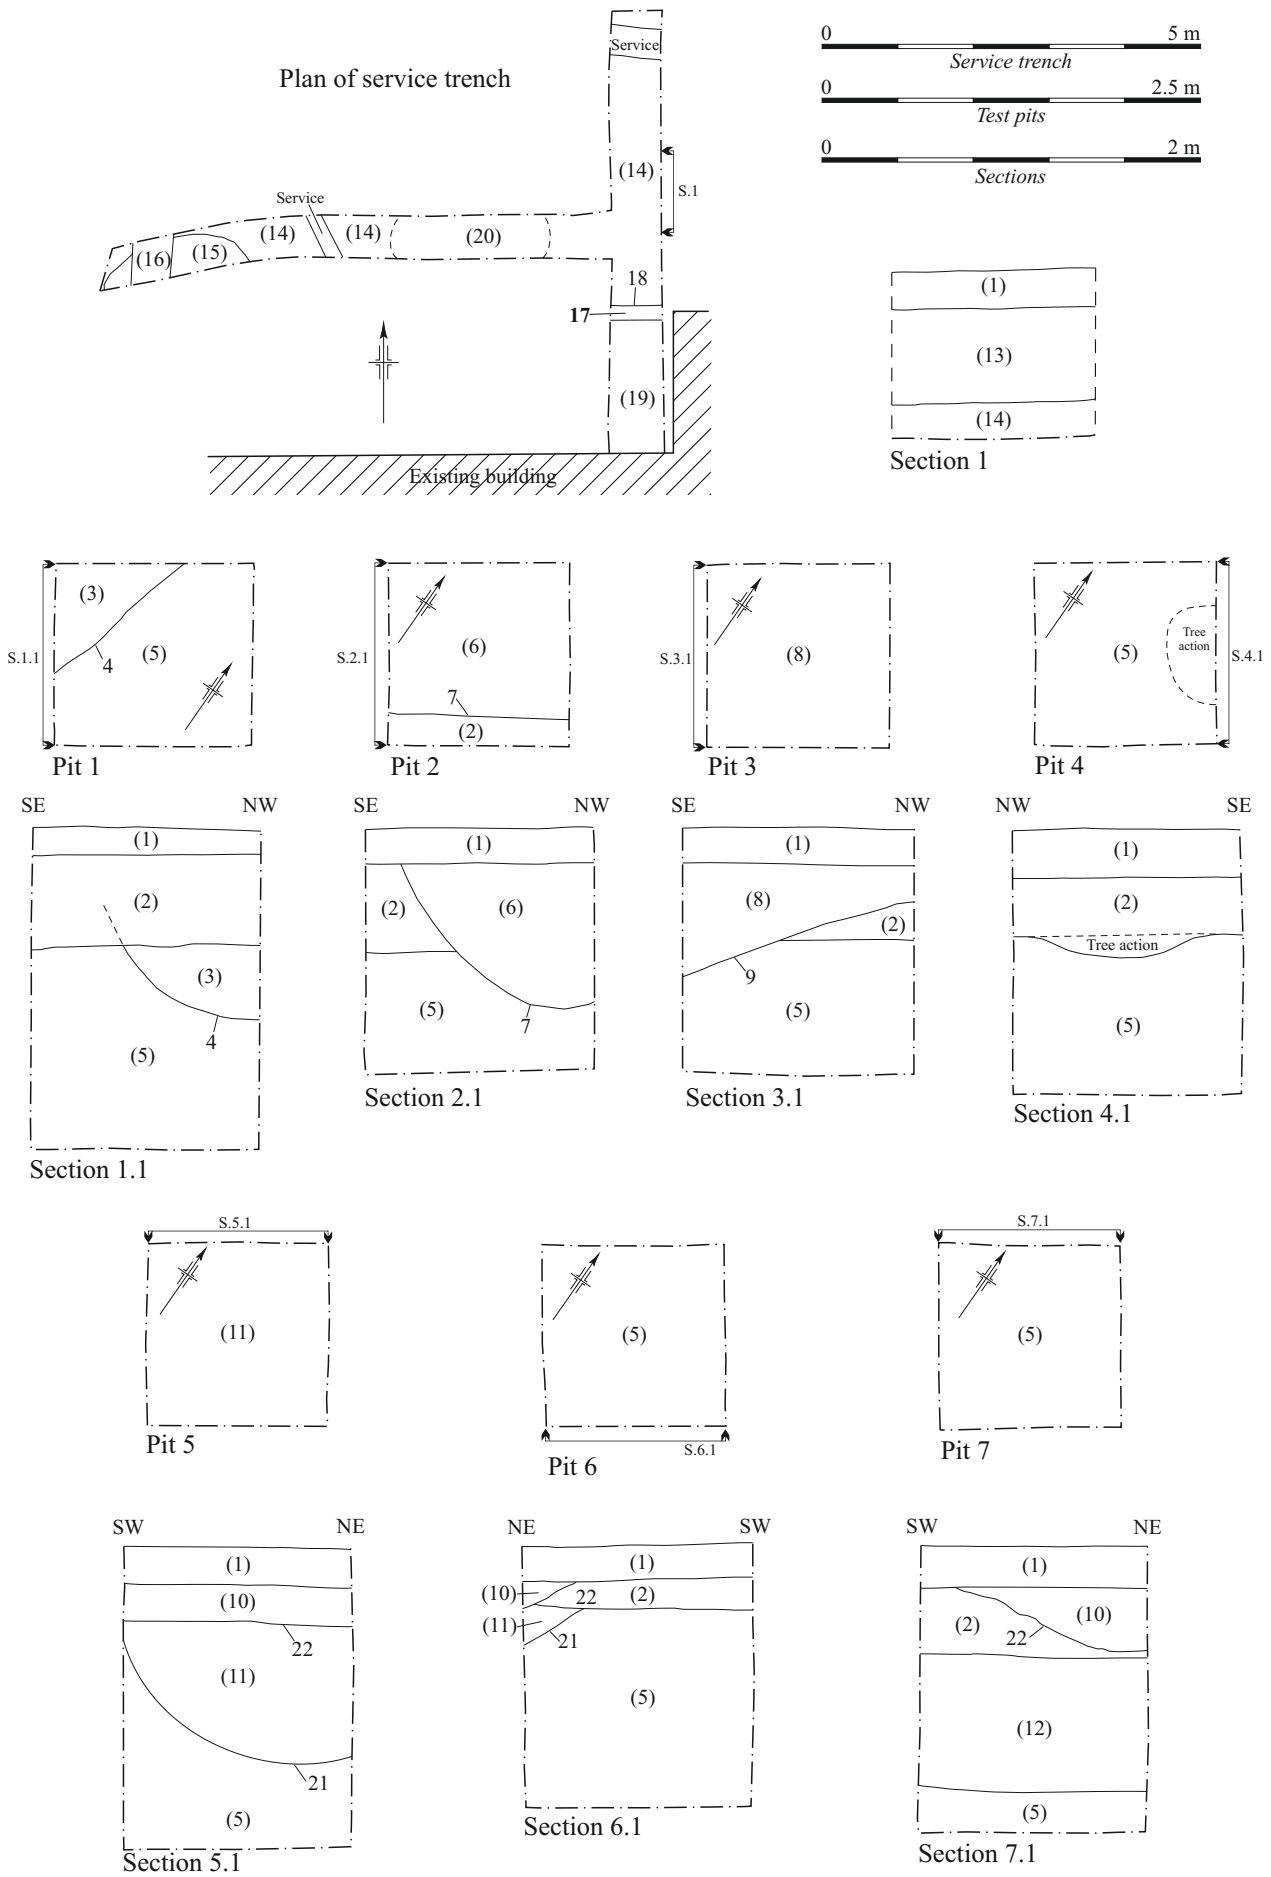 Plan of service trench
Service
(14)
S.1
Service
(16)
(15)
(14)
(14)
(20)
18
17
(19)
Existing building
0 5 m
Service trench
0 2.5 m
Test pits
0 2 m
Sections
(1)
(13)
(14)
Section 1
(3)
S.1.1
4
(5)
Pit 1
(6)
S.2.1
7
(2)
Pit 2
S.3.1
(8)
Pit 3
Tree
action
(5)
S.4.1
Pit 4
SE NW
(1)
(2)
(3)
4
(5)
Section 1.1
SE NW
(1)
(2)
(6)
(5)
7
Section 2.1
SE NW
(1)
(8)
(2)
9
(5)
Section 3.1
NW SE
(1)
(2)
Tree action
(5)
Section 4.1
S.5.1
(11)
Pit 5
(5)
S.6.1
Pit 6
S.7.1
(5)
Pit 7
SW NE
(1)
(10)
22
(11)
21
(5)
Section 5.1
NE SW
(1)
(10)
22
(2)
(11)
21
(5)
Section 6.1
SW NE
(1)
(10)
(2)
22
(12)
(5)
Section 7.1